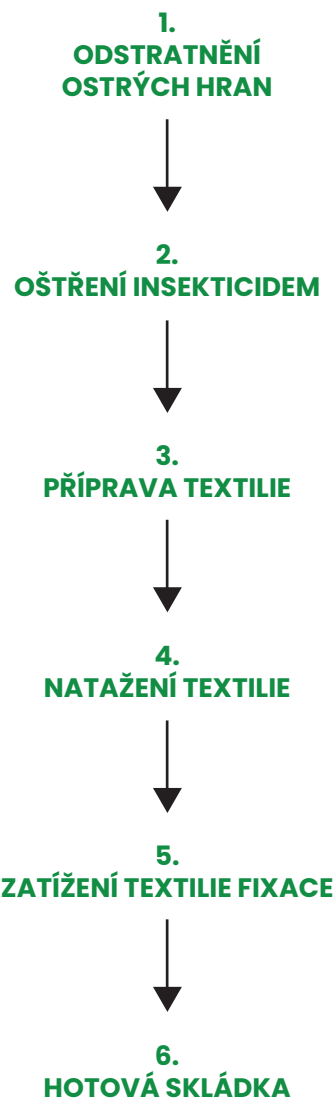 1.
ODSTRATNĚNÍ
OSTRÝCH HRAN
2.
OŠTŘENÍ INSEKTICIDEM
3.
PŘÍPRAVA TEXTILIE
4.
NATAŽENÍ TEXTILIE
5.
ZATÍŽENÍ TEXTILIE FIXACE
6.
HOTOVÁ SKLÁDKA